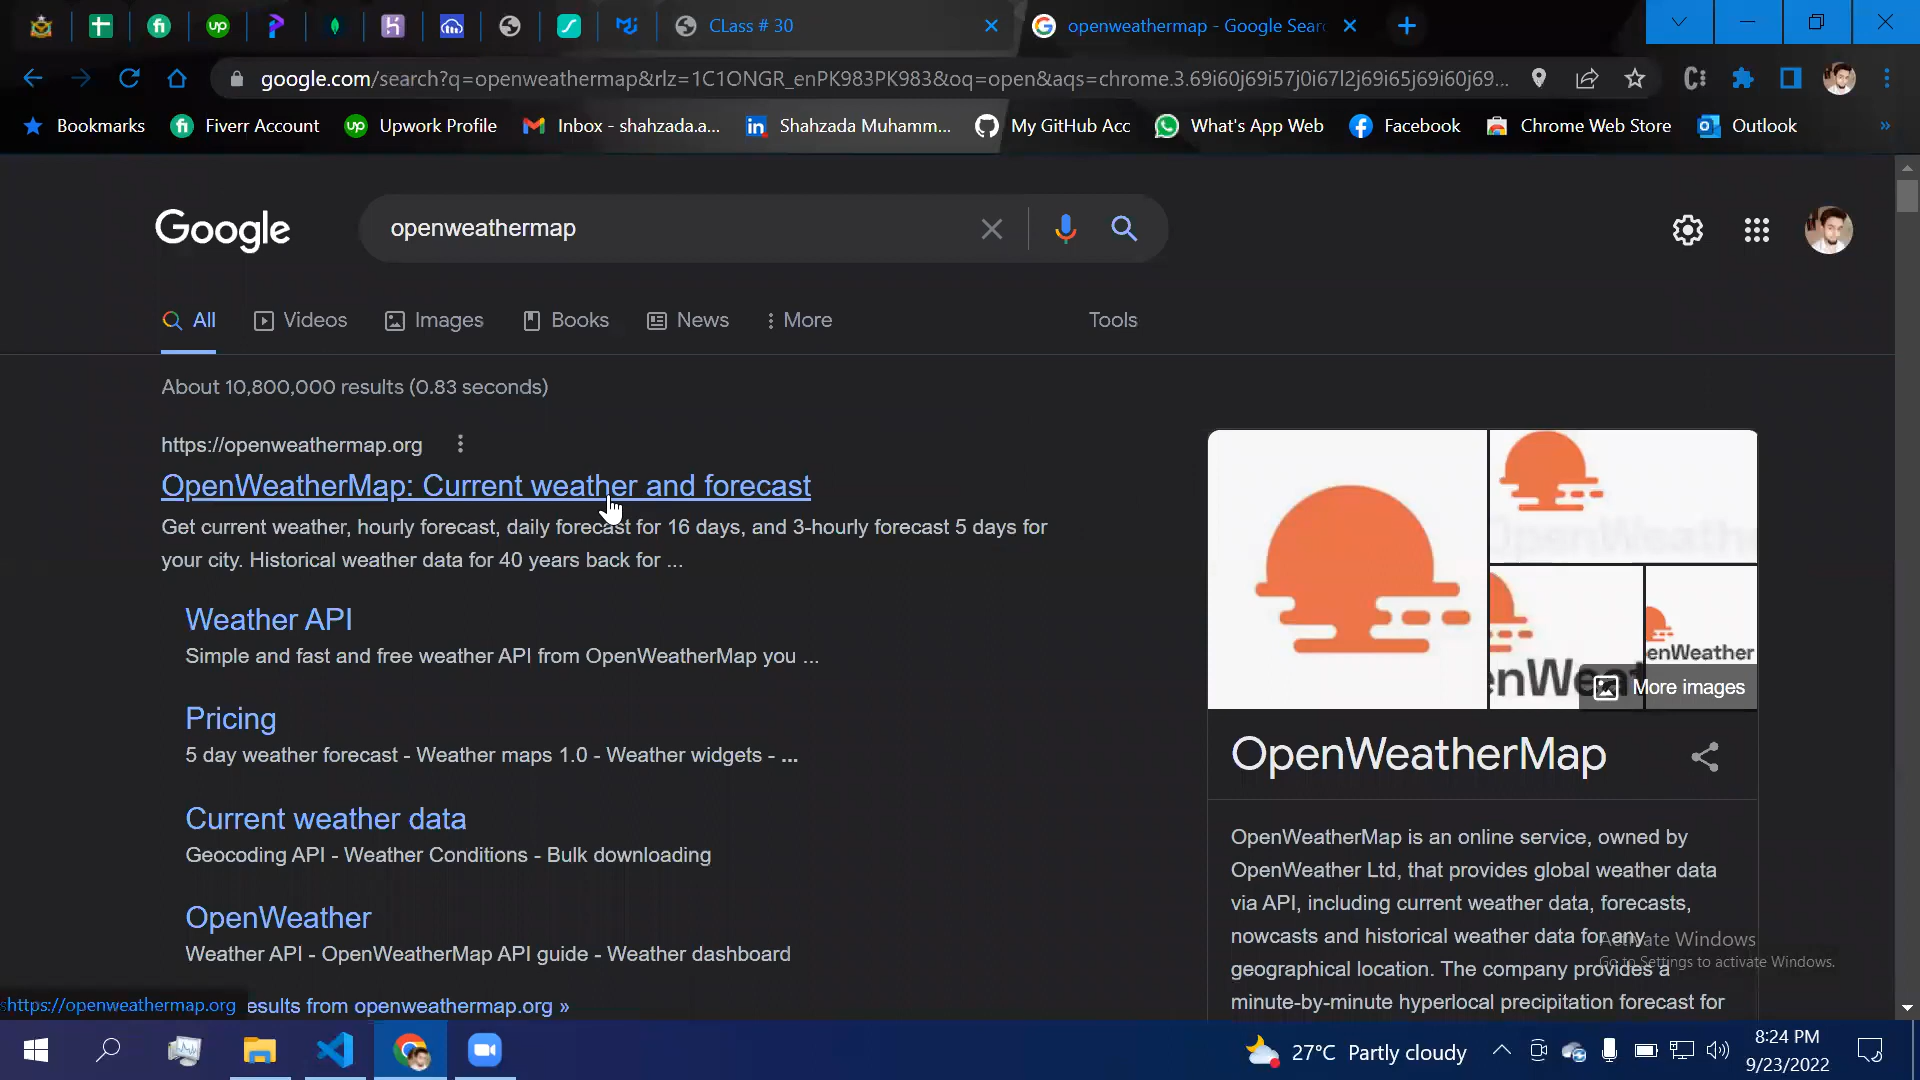 CLass # 30
openweathermap - Google Sear
google.com/search?q=openweathermap&rlz=1C1ONGR_enPK983PK983&oq=open&aqs=chrome.3.69i60j69i57j0i67l2j69i65j69i60j69...
Bookmarks
Fiverr Account
Upwork Profile
Inbox - shahzada.a...
Shahzada Muhamm...
My GitHub Acc
What's App Web
Facebook
Chrome Web Store
Outlook
»
Google
openweathermap
All
Videos
Images
Books
News
More
Tools
About 10,800,000 results (0.83 seconds)
https://openweathermap.org
OpenWeatherMap: Current weather and forecast
Get current weather, hourly forecast, daily forecast for 16 days, and 3-hourly forecast 5 days for
your city. Historical weather data for 40 years back for ...
Weather API
Simple and fast and free weather API from OpenWeatherMap you ...
Pricing
5 day weather forecast - Weather maps 1.0 - Weather widgets - ...
Current weather data
Geocoding API - Weather Conditions - Bulk downloading
OpenWeather
Weather API - OpenWeatherMap API guide - Weather dashboard
esults from openweathermap.org »
https://openweathermap.org
OpenWeathe
enWeat
enWeather
More images
OpenWeatherMap
OpenWeatherMap is an online service, owned by
OpenWeather Ltd, that provides global weather data
via API, including current weather data, forecasts,
nowcasts and historical weather data for any
geographical location. The company provides a
minute-by-minute hyperlocal precipitation forecast for
Activate Windows
Go to Settings to activate Windows.
27°C Partly cloudy
8:24 PM
9/23/2022